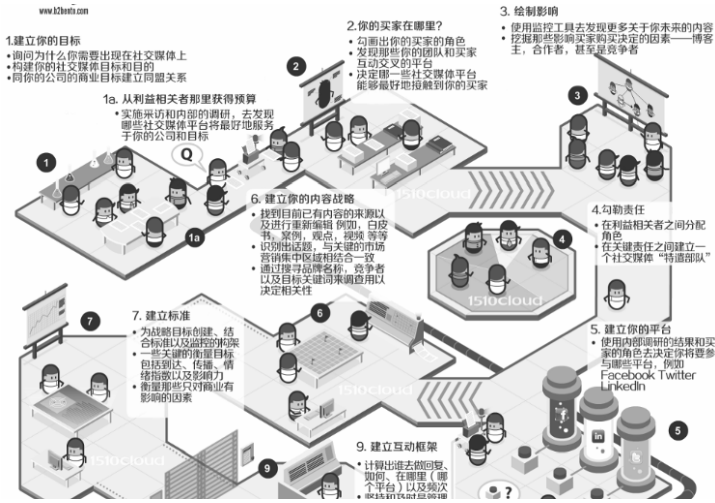 www.b2bento.com
1.建立你的目标
•询问为什么你需要出现在社交媒体上
•构建你的社交媒体目标和目的
•同你的公司的商业目标建立同盟关系
1a. 从利益相关者那里获得预算
•实施采访和内部的调研，去发现
哪些社交媒体平台将最好地服务
于你的公司和目标
Q
1
1a
2.你的买家在哪里?
• 勾画出你的买家的角色
• 发现那些你的团队和买家
互动交叉的平台
• 决定哪一些社交媒体平台
能够最好地接触到你的买家
2
3. 绘制影响
• 使用监控工具去发现更多关于你未来的内容
• 挖掘那些影响买家购买决定的因素——博客
主，合作者，甚至是竞争者
3
1510cloud
4.勾勒责任
• 在利益相关者之间分配
角色
• 在关键责任之间建立一
个社交媒体“特遣部队”
4
1510cloud
5. 建立你的平台
• 使用内部调研的结果和买
家的角色去决定你将要参
与哪些平台，例如
Facebook Twitter
LinkedIn
5
in
?
6. 建立你的内容战略
• 找到目前已有内容的来源以
及进行重新编辑 例如，白皮
书，案例，观点，视频 等等
• 识别出话题，与关键的市场
营销集中区域相结合一致
• 通过搜寻品牌名称，竞争者
以及目标关键词来调查用以
决定相关性
6
1510cloud
7. 建立标准
• 为战略目标创建、结
合标准以及监控的构架
• 一些关键的衡量目标
包括到达、传播、情
绪指数以及影响力
• 衡量那些只对商业有
影响的因素
7
1510cloud
9. 建立互动框架
• 计算出谁去做回复、
如何、在哪里（哪
个平台）以及频次
9